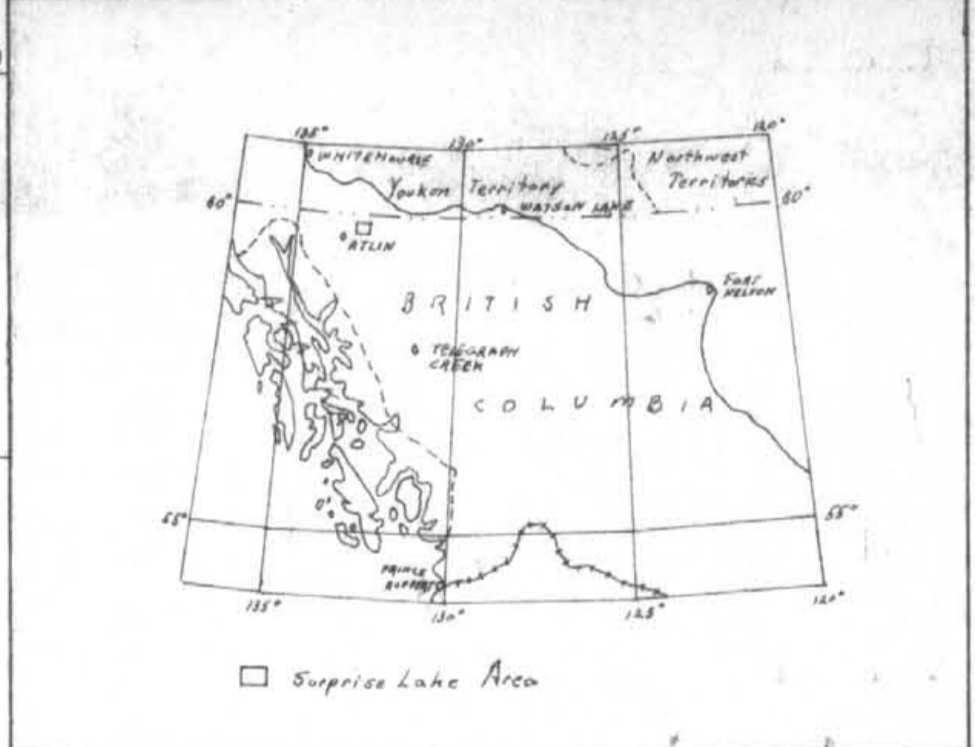 135°
130°
125°
120°
WHITEHORSE
Northwest
Territories
Youkon Territory
60°
WATSON LAKE
60°
ATLIN
FORT
NELSON
BRITISH
TELEGRAPH
CREEK
COLUMBIA
55°
55°
PRINCE
RUPERT
135°
130°
125°
120°
Surprise Lake Area